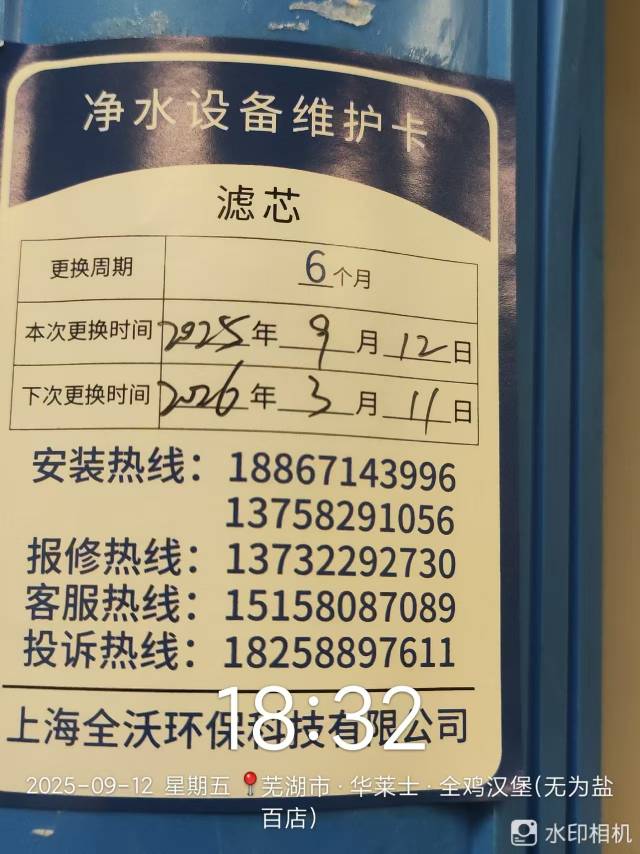 净水设备维护卡
滤芯
更换周期 6个月
本次更换时间 2025年 9 月 12 日
下次更换时间 2026年 3 月 11 日
安装热线：18867143996
13758291056
报修热线：13732292730
客服热线：15158087089
投诉热线：18258897611
上海全沃环保科技有限公司
18:32
2025-09-12 星期五 芜湖市·华莱士·全鸡汉堡(无为盐
百店)
水印相机